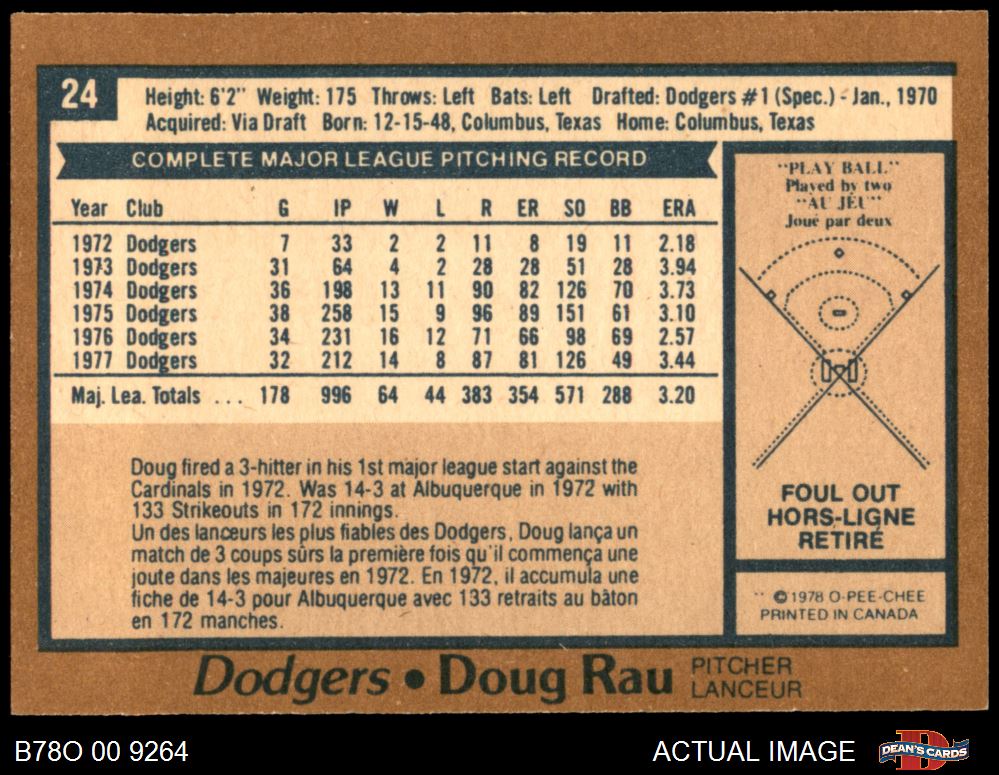 24
Height: 6'2" Weight: 175 Throws: Left Bats: Left Drafted: Dodgers #1 (Spec.) - Jan., 1970
Acquired: Via Draft Born: 12-15-48, Columbus, Texas Home: Columbus, Texas
COMPLETE MAJOR LEAGUE PITCHING RECORD
Year Club G IP W L R ER SO BB ERA
1972 Dodgers 7 33 2 2 11 8 19 11 2.18
1973 Dodgers 31 64 4 2 28 28 51 28 3.94
1974 Dodgers 36 198 13 11 90 82 126 70 3.73
1975 Dodgers 38 258 15 9 96 89 151 61 3.10
1976 Dodgers 34 231 16 12 71 66 98 69 2.57
1977 Dodgers 32 212 14 8 87 81 126 49 3.44
Maj. Lea. Totals ... 178 996 64 44 383 354 571 288 3.20
Doug fired a 3-hitter in his 1st major league start against the
Cardinals in 1972. Was 14-3 at Albuquerque in 1972 with
133 Strikeouts in 172 innings.
Un des lanceurs les plus fiables des Dodgers, Doug lança un
match de 3 coups sûrs la première fois qu'il commença une
joute dans les majeures en 1972. En 1972, il accumula une
fiche de 14-3 pour Albuquerque avec 133 retraits au bâton
en 172 manches.
"PLAY BALL"
Played by two
"AU JEU"
Joué par deux
FOUL OUT
HORS-LIGNE
RETIRÉ
© 1978 O-PEE-CHEE
PRINTED IN CANADA
Dodgers • Doug Rau PITCHER
LANCEUR
B78O 00 9264
ACTUAL IMAGE
D
DEAN'S CARDS